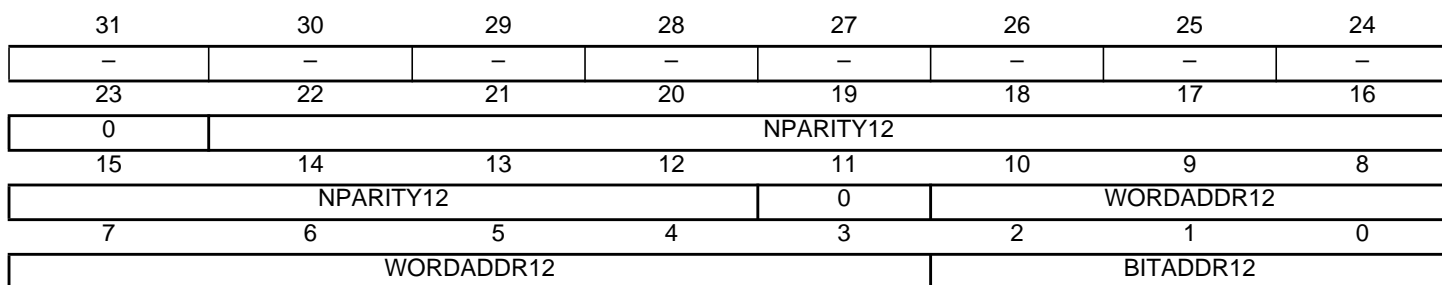 31 30 29 28 27 26 25 24
– – – – – – – –
23 22 21 20 19 18 17 16
0 NPARITY12
15 14 13 12 11 10 9 8
NPARITY12 0 WORDADDR12
7 6 5 4 3 2 1 0
WORDADDR12 BITADDR12